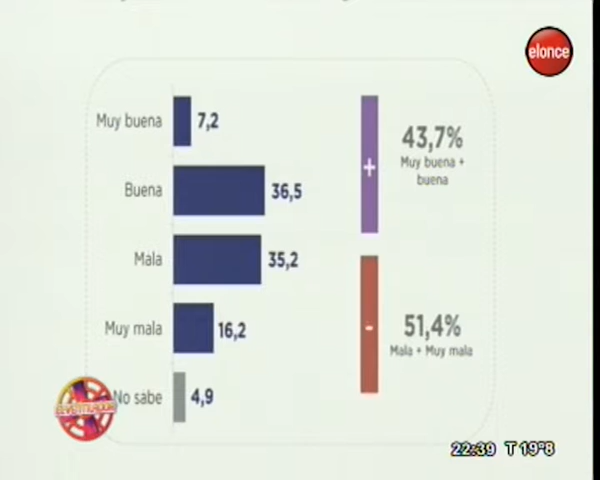 elonce
Muy buena 7,2
Buena 36,5
Mala 35,2
Muy mala 16,2
No sabe 4,9
+
43,7%
Muy buena +
buena
-
51,4%
Mala + Muy mala
ELVENTILADOR
22:39 T 19°8